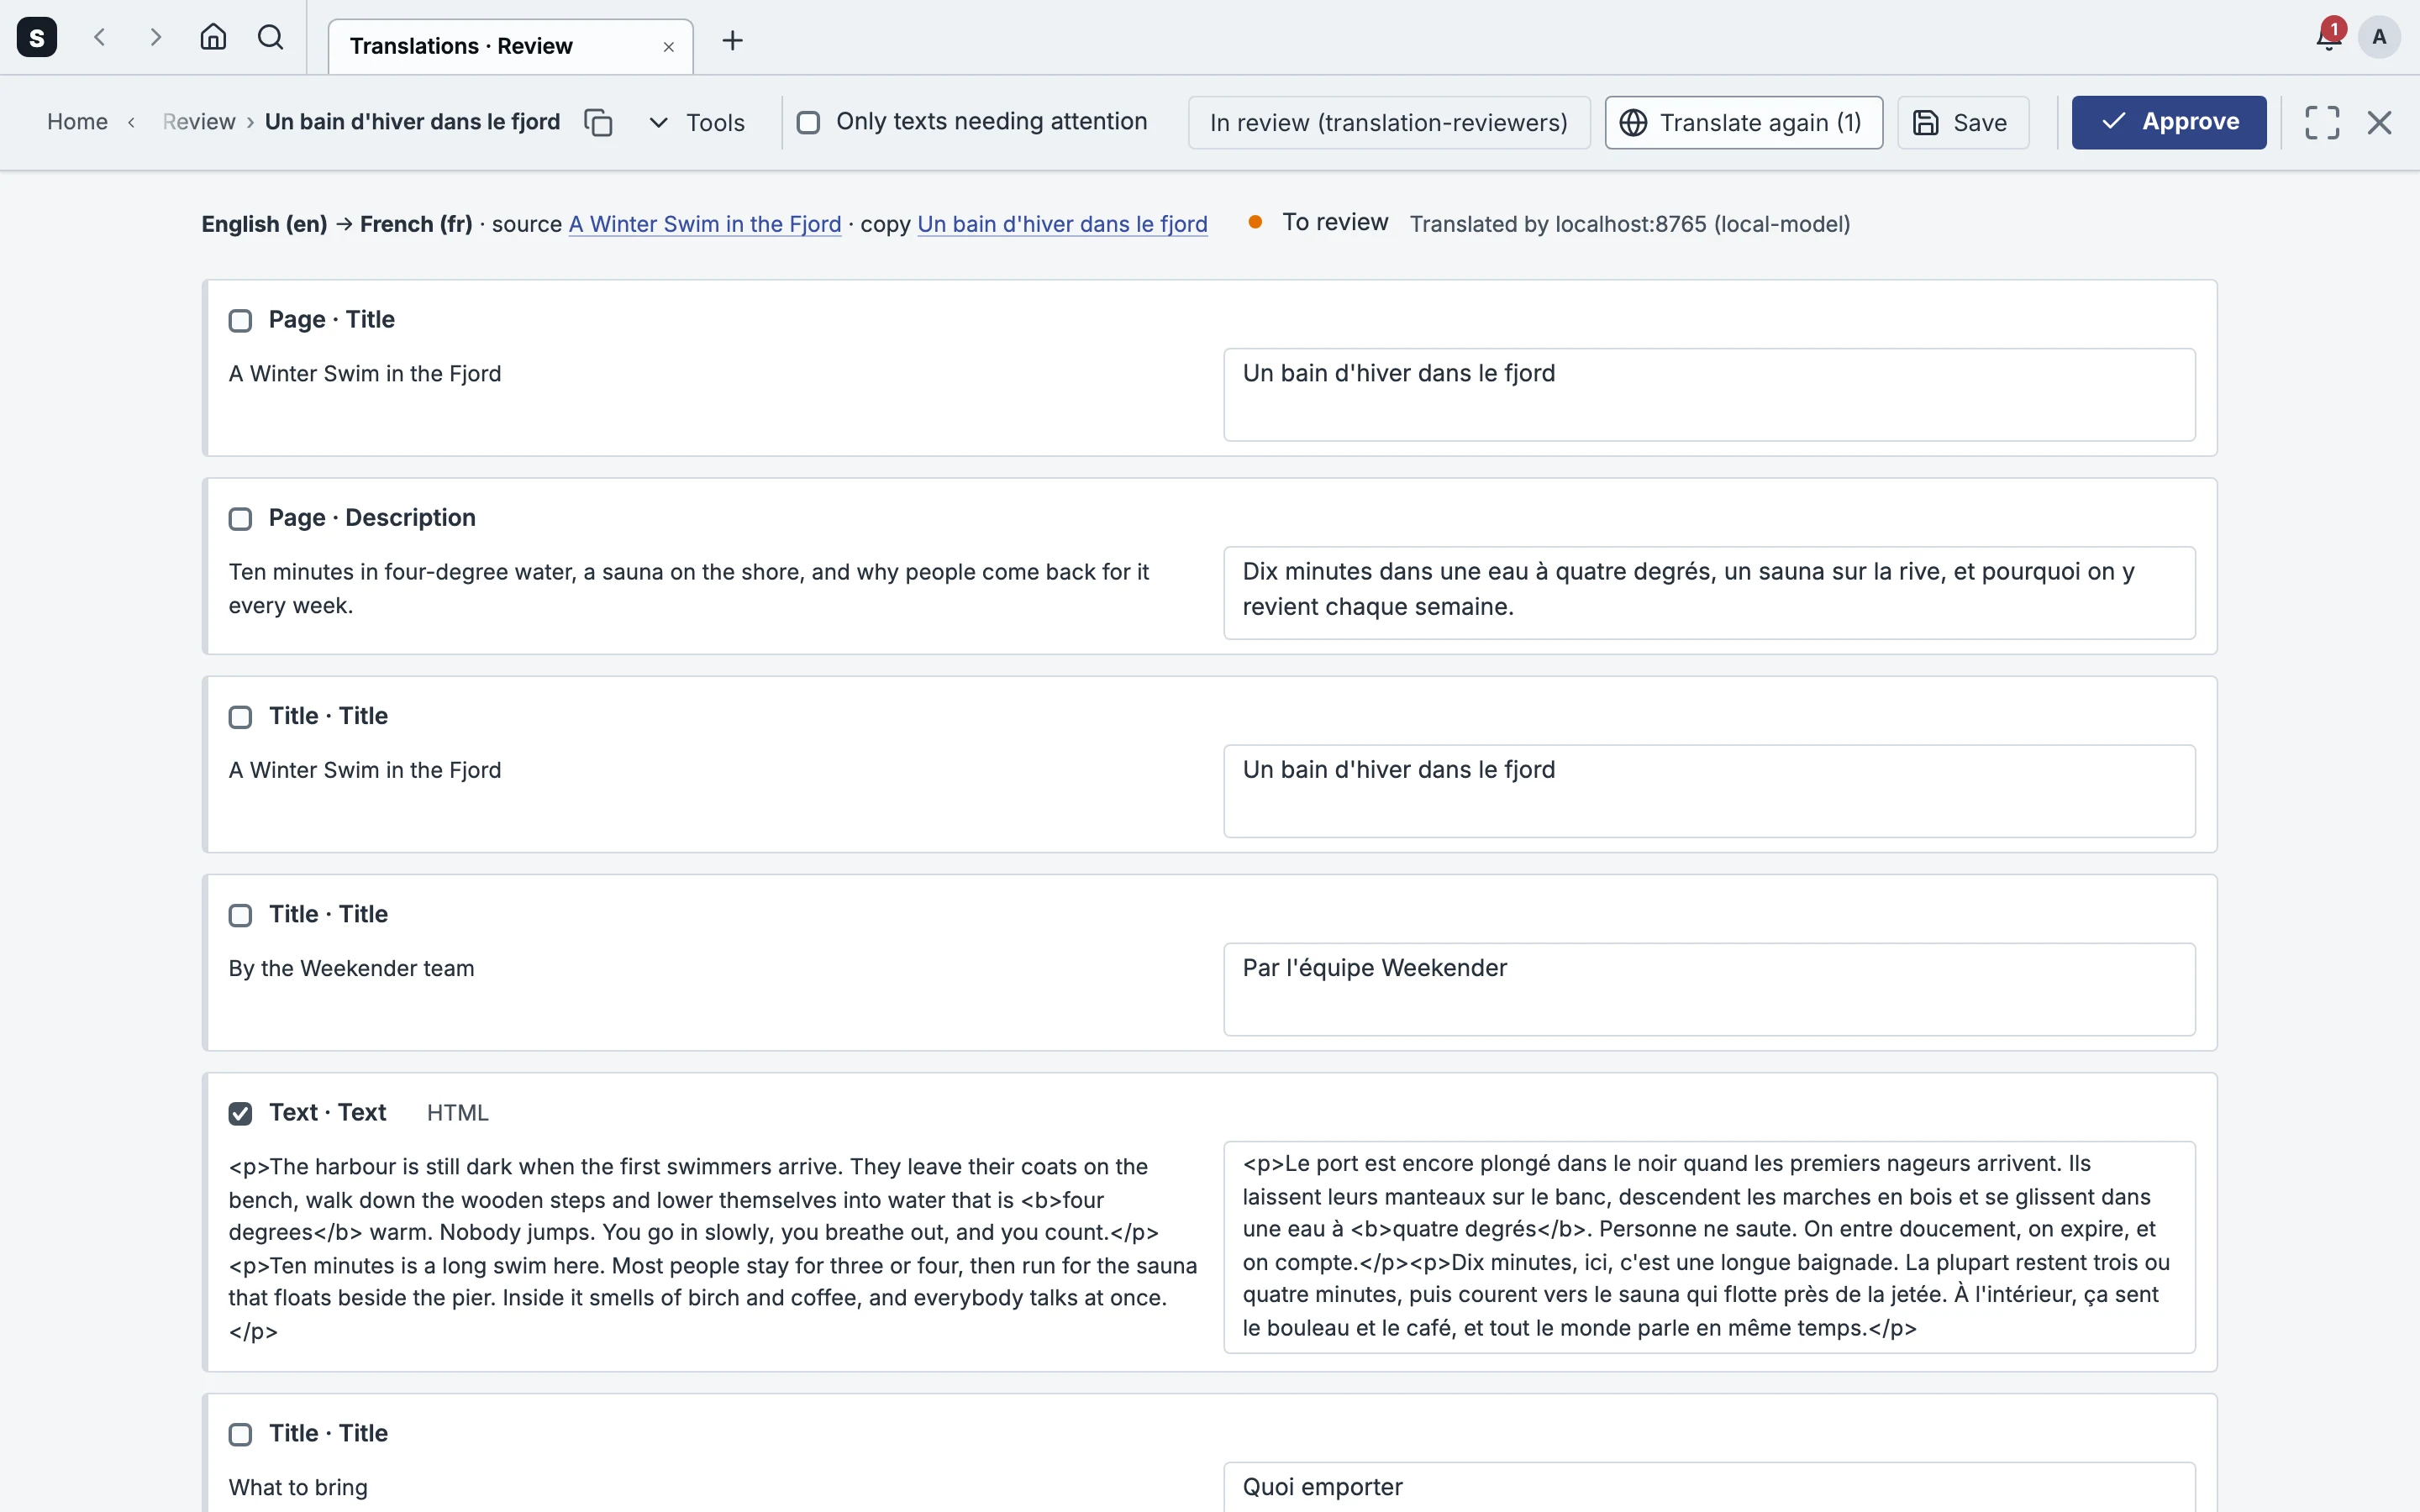 S
Translations · Review
1
A
Home
Review
Un bain d'hiver dans le fjord
Tools
Only texts needing attention
In review (translation-reviewers)
Translate again (1)
Save
Approve
English (en) → French (fr) · source A Winter Swim in the Fjord · copy Un bain d'hiver dans le fjord
To review
Translated by localhost:8765 (local-model)
Page · Title
A Winter Swim in the Fjord
Un bain d'hiver dans le fjord
Page · Description
Ten minutes in four-degree water, a sauna on the shore, and why people come back for it
every week.
Dix minutes dans une eau à quatre degrés, un sauna sur la rive, et pourquoi on y
revient chaque semaine.
Title · Title
A Winter Swim in the Fjord
Un bain d'hiver dans le fjord
Title · Title
By the Weekender team
Par l'équipe Weekender
Text · Text
HTML
<p>The harbour is still dark when the first swimmers arrive. They leave their coats on the
bench, walk down the wooden steps and lower themselves into water that is <b>four
degrees</b> warm. Nobody jumps. You go in slowly, you breathe out, and you count.</p>
<p>Ten minutes is a long swim here. Most people stay for three or four, then run for the sauna
that floats beside the pier. Inside it smells of birch and coffee, and everybody talks at once.
</p>
<p>Le port est encore plongé dans le noir quand les premiers nageurs arrivent. Ils
laissent leurs manteaux sur le banc, descendent les marches en bois et se glissent dans
une eau à <b>quatre degrés</b>. Personne ne saute. On entre doucement, on expire, et
on compte.</p><p>Dix minutes, ici, c'est une longue baignade. La plupart restent trois ou
quatre minutes, puis courent vers le sauna qui flotte près de la jetée. À l'intérieur, ça sent
le bouleau et le café, et tout le monde parle en même temps.</p>
Title · Title
What to bring
Quoi emporter